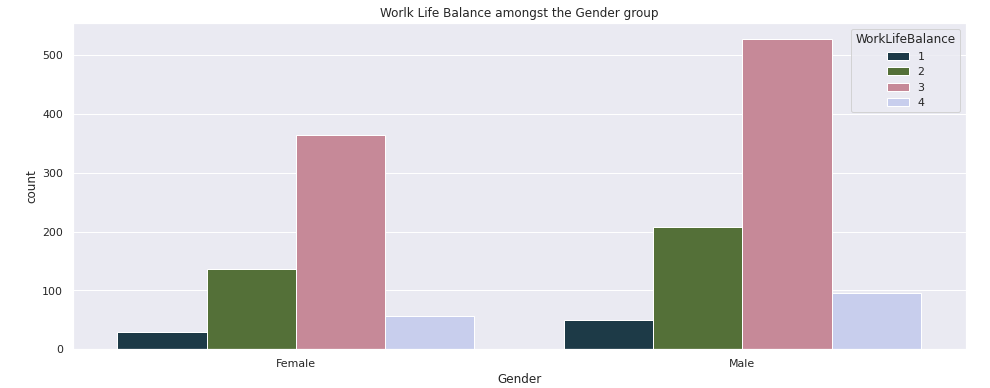 Worlk Life Balance amongst the Gender group
WorkLifeBalance
1
2
3
4
500
400
300
200
100
0
count
Female
Male
Gender